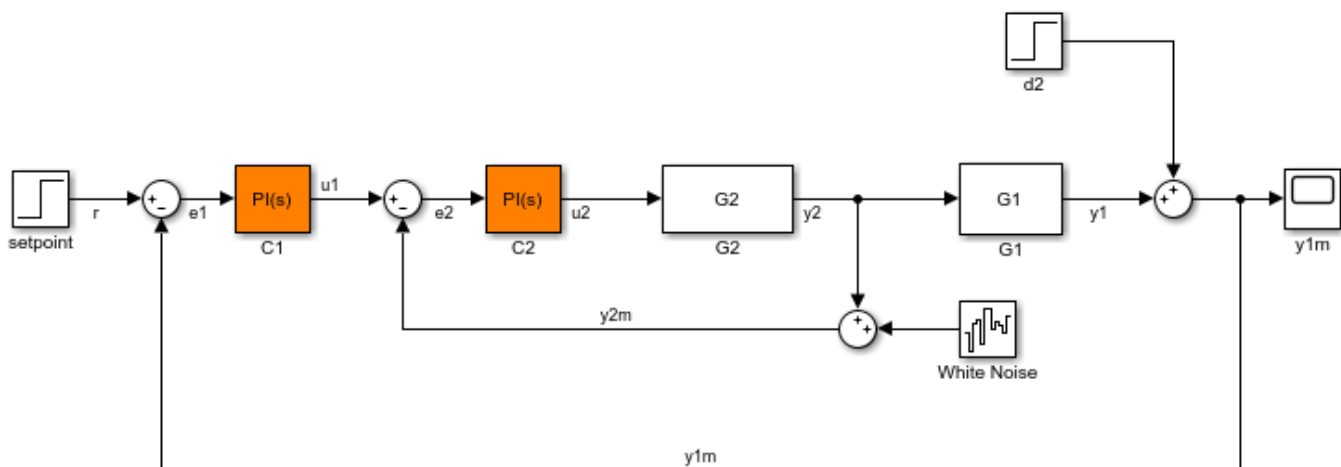 d2
PI(s)
u1
PI(s)
G2
G1
r
e1
e2
u2
y2
y1
setpoint
C1
C2
G2
G1
y1m
y2m
White Noise
y1m